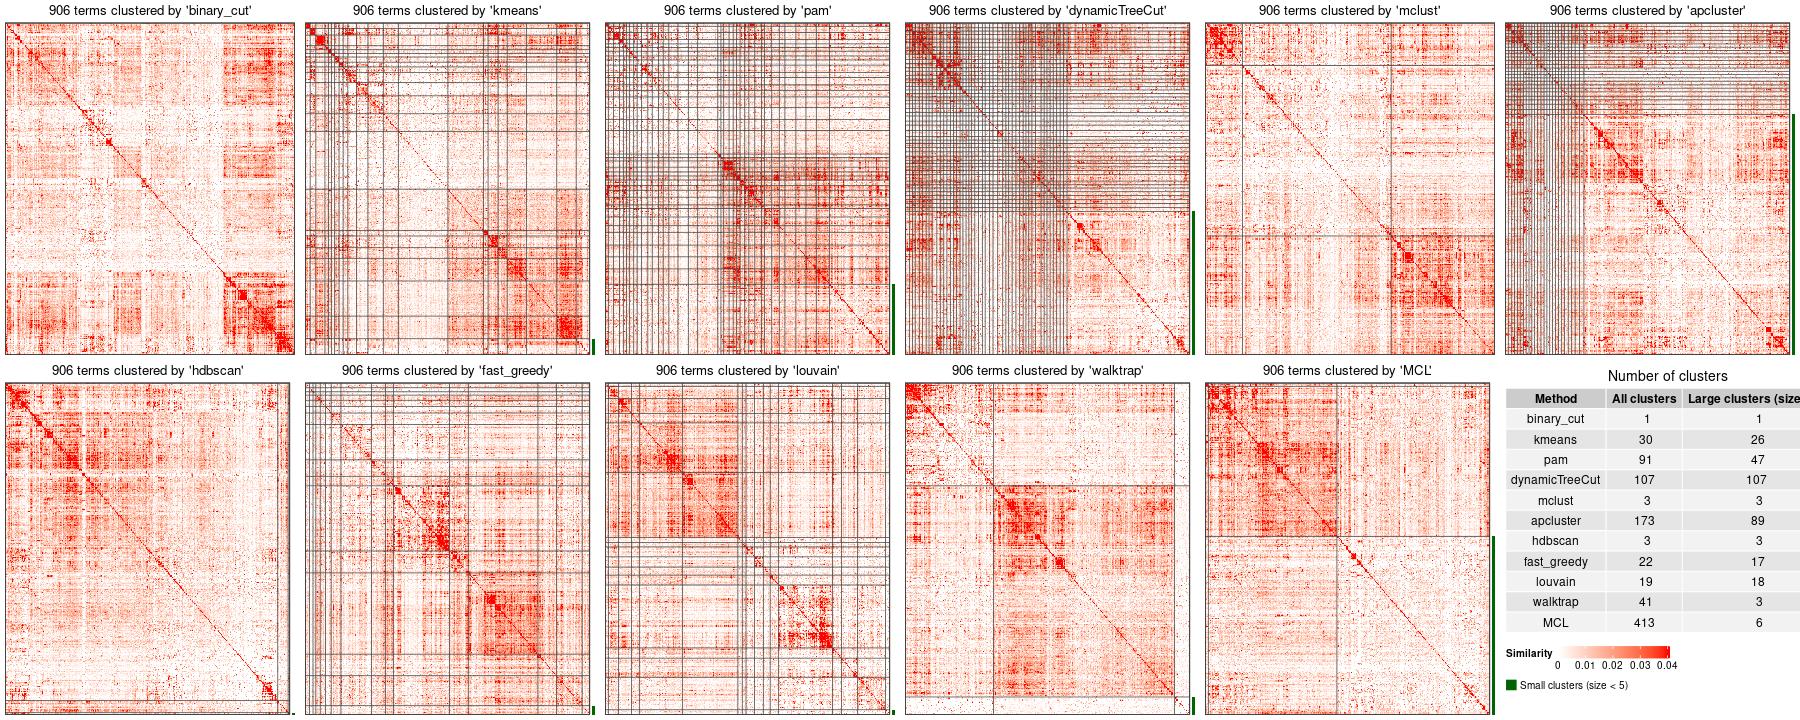 906 terms clustered by 'binary_cut'
906 terms clustered by 'kmeans'
906 terms clustered by 'pam'
906 terms clustered by 'dynamicTreeCut'
906 terms clustered by 'mclust'
906 terms clustered by 'apcluster'
906 terms clustered by 'hdbscan'
906 terms clustered by 'fast_greedy'
906 terms clustered by 'louvain'
906 terms clustered by 'walktrap'
906 terms clustered by 'MCL'
Number of clusters
Method All clusters Large clusters (size
binary_cut 1 1
kmeans 30 26
pam 91 47
dynamicTreeCut 107 107
mclust 3 3
apcluster 173 89
hdbscan 3 3
fast_greedy 22 17
louvain 19 18
walktrap 41 3
MCL 413 6
Similarity
0 0.01 0.02 0.03 0.04
Small clusters (size < 5)